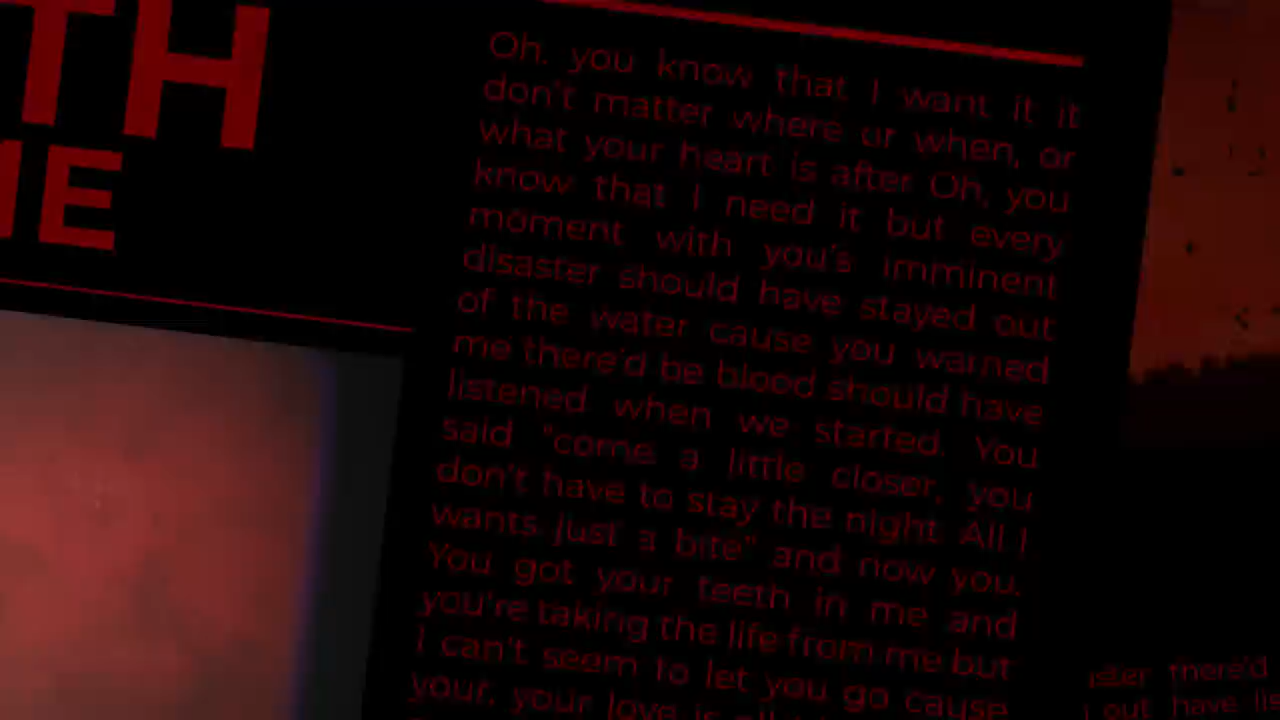 TH
E
Oh, you know that I want it it
don't matter where or when, or
what your heart is after Oh, you
know that I need it but every
moment with you's imminent
disaster should have stayed out
of the water cause you warned
me there'd be blood should have
listened when we started. You
said "come a little closer, you
don't have to stay the night All I
wants just a bite" and now you,
You got your teeth in me and
you're taking the life from me but
I can't seem to let you go cause
your, your love is
there'd
out have